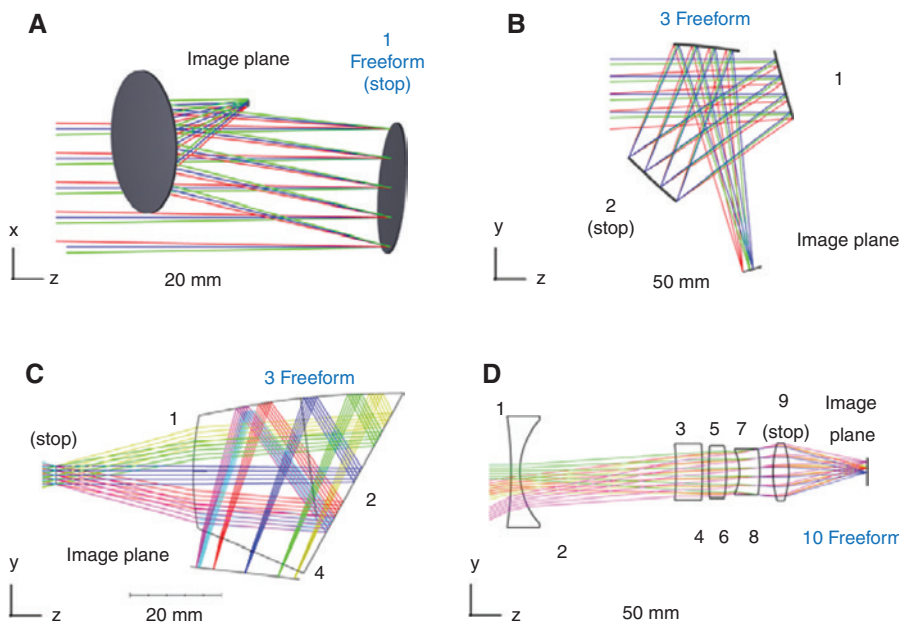 A
Image plane
1
Freeform
(stop)
x
z
20 mm
B
3 Freeform
1
2
(stop)
Image plane
y
z
50 mm
C
3 Freeform
1
(stop)
2
Image plane
4
y
z
20 mm
D
1
9
Image
3
5
7
(stop)
plane
2
4
6
8
10 Freeform
y
z
50 mm